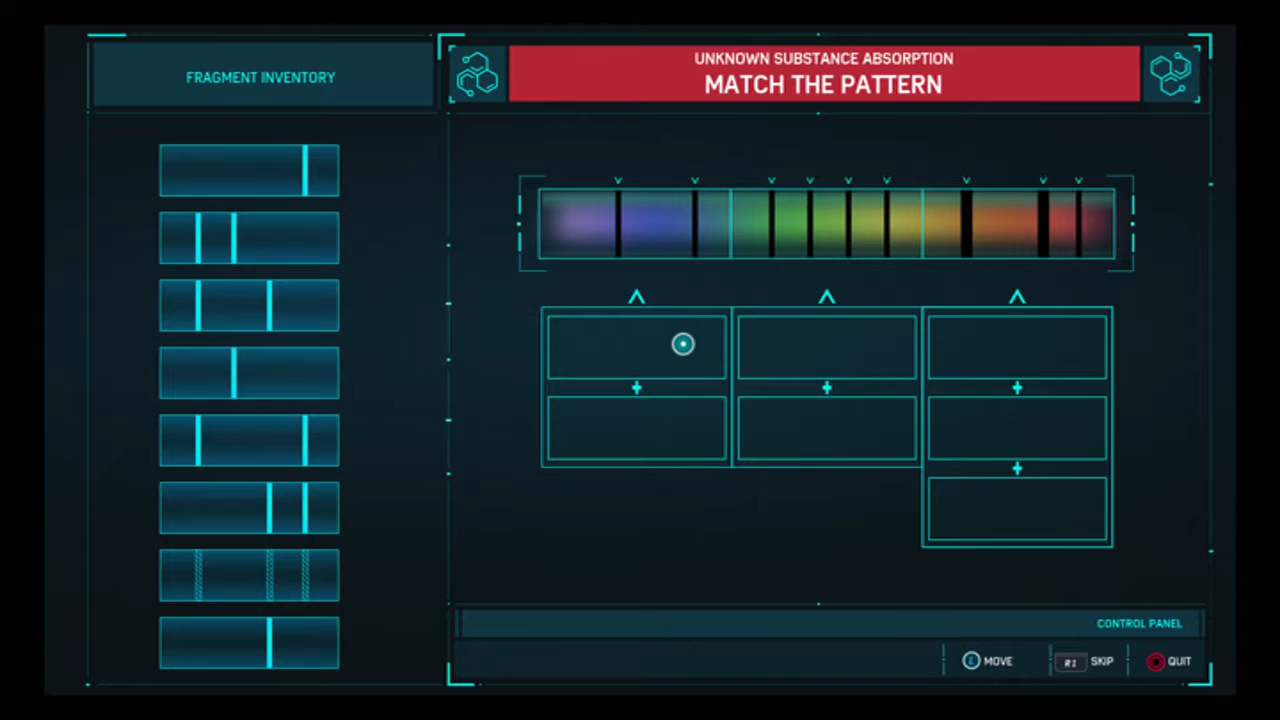 FRAGMENT INVENTORY
UNKNOWN SUBSTANCE ABSORPTION
MATCH THE PATTERN
CONTROL PANEL
L MOVE
R1 SKIP
QUIT